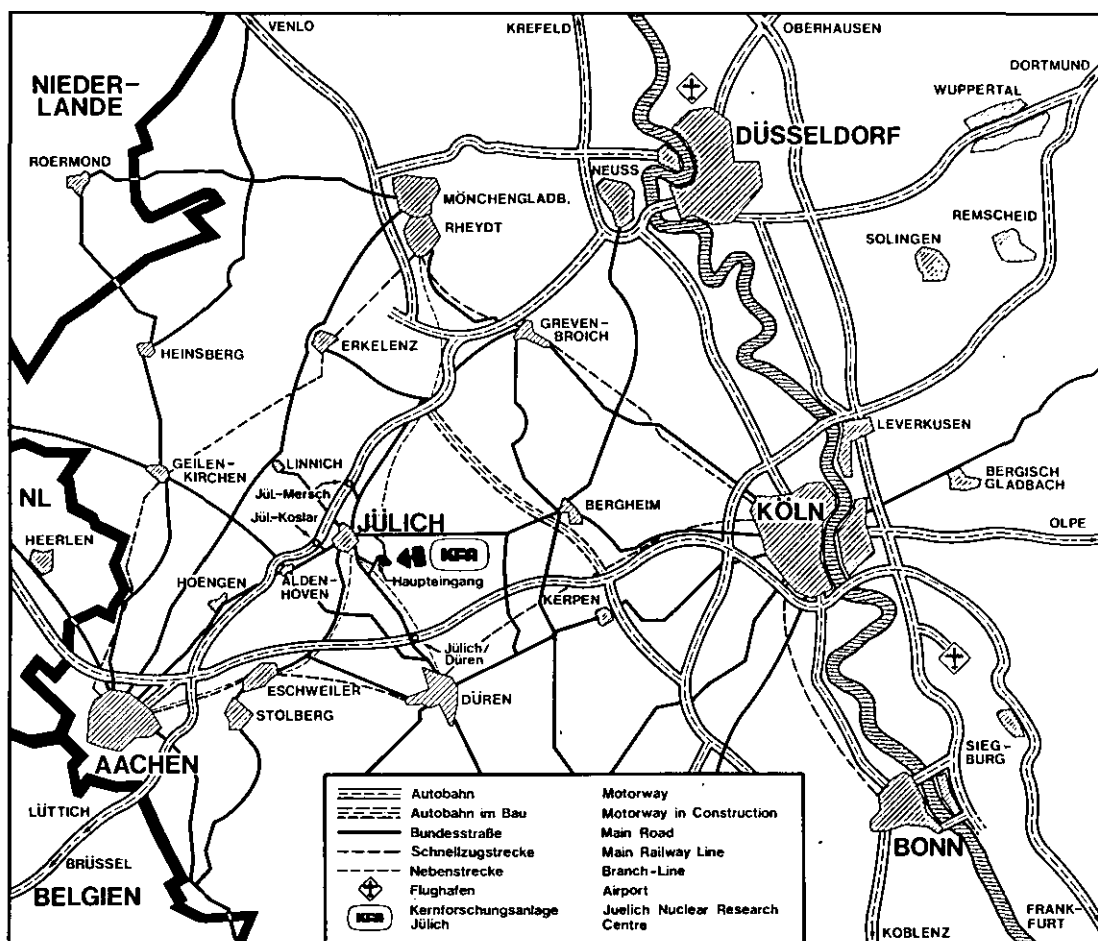 VENLO
KREFELD
OBERHAUSEN
DORTMUND
NIEDER-
LANDE
WUPPERTAL
DÜSSELDORF
ROERMOND
NEUSS
MÖNCHENGLADB.
RHEYDT
REMSCHEID
SOLINGEN
GREVEN-
BROICH
ERKELENZ
HEINSBERG
LEVERKUSEN
GEILEN-
KIRCHEN
LINNICH
BERGISCH
GLADBACH
NL
Jül.-Mersch
BERGHEIM
KÖLN
Jül.-Koslar
JÜLICH
OLPE
HEERLEN
KFA
Haupteingang
HOENGEN
ALDEN-
HOVEN
KERPEN
Jülich/
Düren
ESCHWEILER
DÜREN
STOLBERG
AACHEN
SIEG-
BURG
LÜTTICH
BONN
BRÜSSEL
BELGIEN
FRANK-
FURT
KOBLENZ
Autobahn Motorway
Autobahn im Bau Motorway in Construction
Bundesstraße Main Road
Schnellzugstrecke Main Railway Line
Nebenstrecke Branch-Line
Flughafen Airport
KFA Kernforschungsanlage Juelich Nuclear Research
Jülich Centre